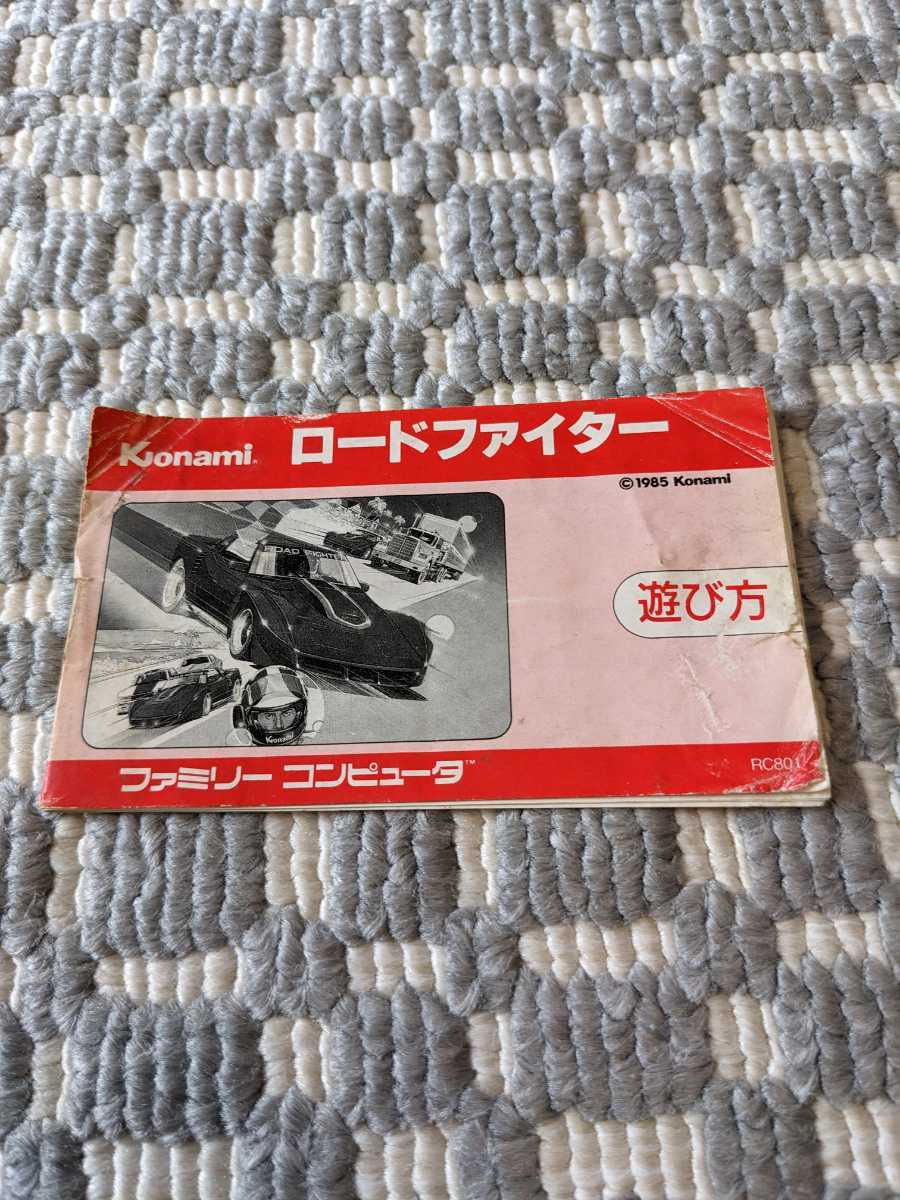 Konami ロードファイター
©1985 Konami
ROAD FIGHTER
遊び方
Konami
ファミリー コンピュータ™
RC801